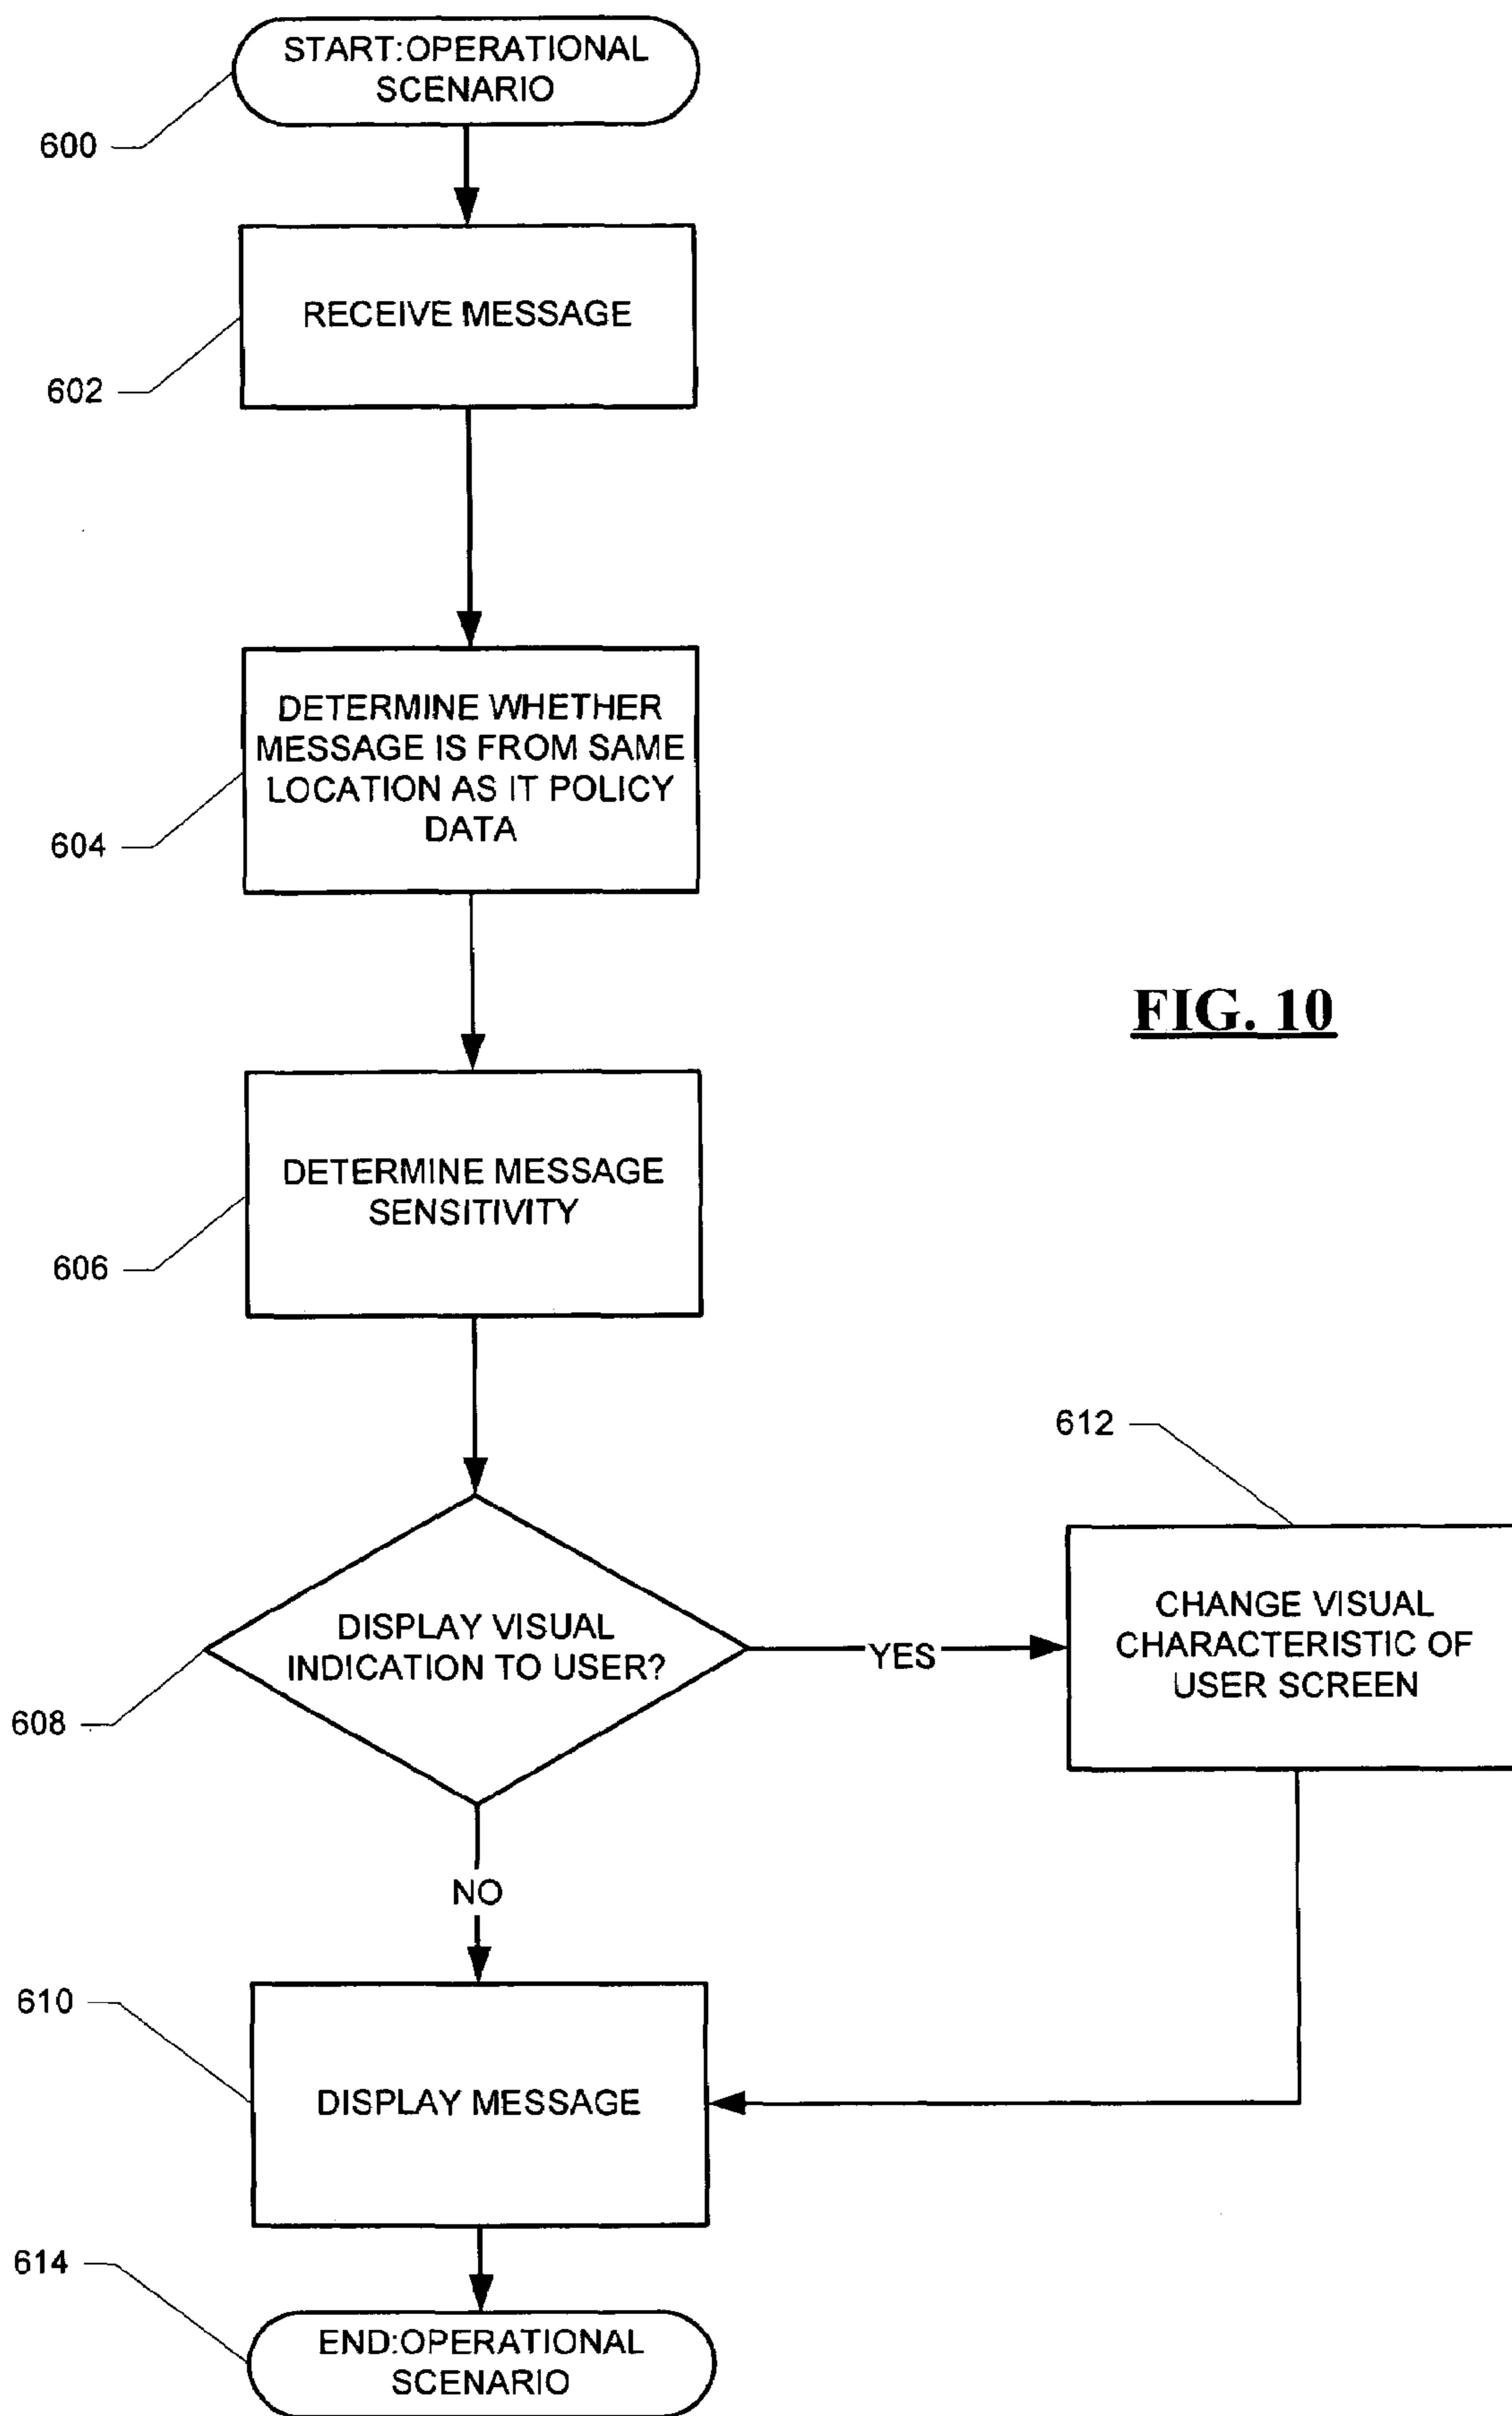 START:OPERATIONAL
SCENARIO
600
RECEIVE MESSAGE
602
DETERMINE WHETHER
MESSAGE IS FROM SAME
LOCATION AS IT POLICY
DATA
604
FIG. 10
DETERMINE MESSAGE
SENSITIVITY
606
612
DISPLAY VISUAL
INDICATION TO USER?
608
YES
CHANGE VISUAL
CHARACTERISTIC OF
USER SCREEN
NO
610
DISPLAY MESSAGE
614
END:OPERATIONAL
SCENARIO